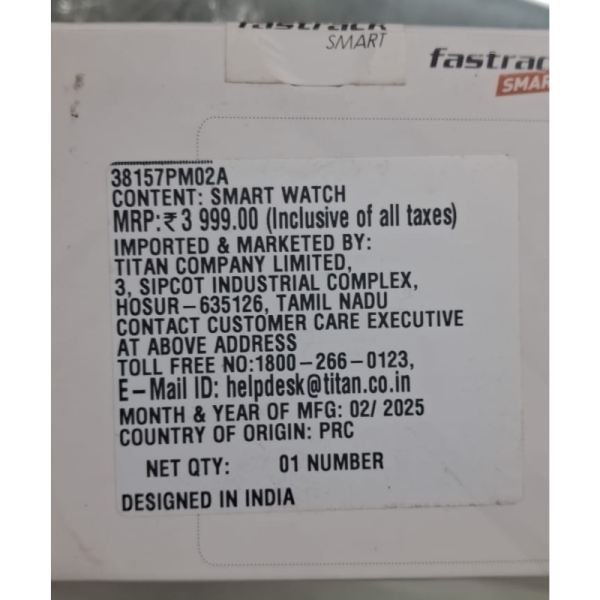 fastrack
SMART
fastrack
SMAR
38157PM02A
CONTENT: SMART WATCH
MRP:₹3 999.00 (Inclusive of all taxes)
IMPORTED & MARKETED BY:
TITAN COMPANY LIMITED,
3, SIPCOT INDUSTRIAL COMPLEX,
HOSUR–635126, TAMIL NADU
CONTACT CUSTOMER CARE EXECUTIVE
AT ABOVE ADDRESS
TOLL FREE NO:1800–266–0123,
E–Mail ID: helpdesk@titan.co.in
MONTH & YEAR OF MFG: 02/ 2025
COUNTRY OF ORIGIN: PRC
NET QTY: 01 NUMBER
DESIGNED IN INDIA